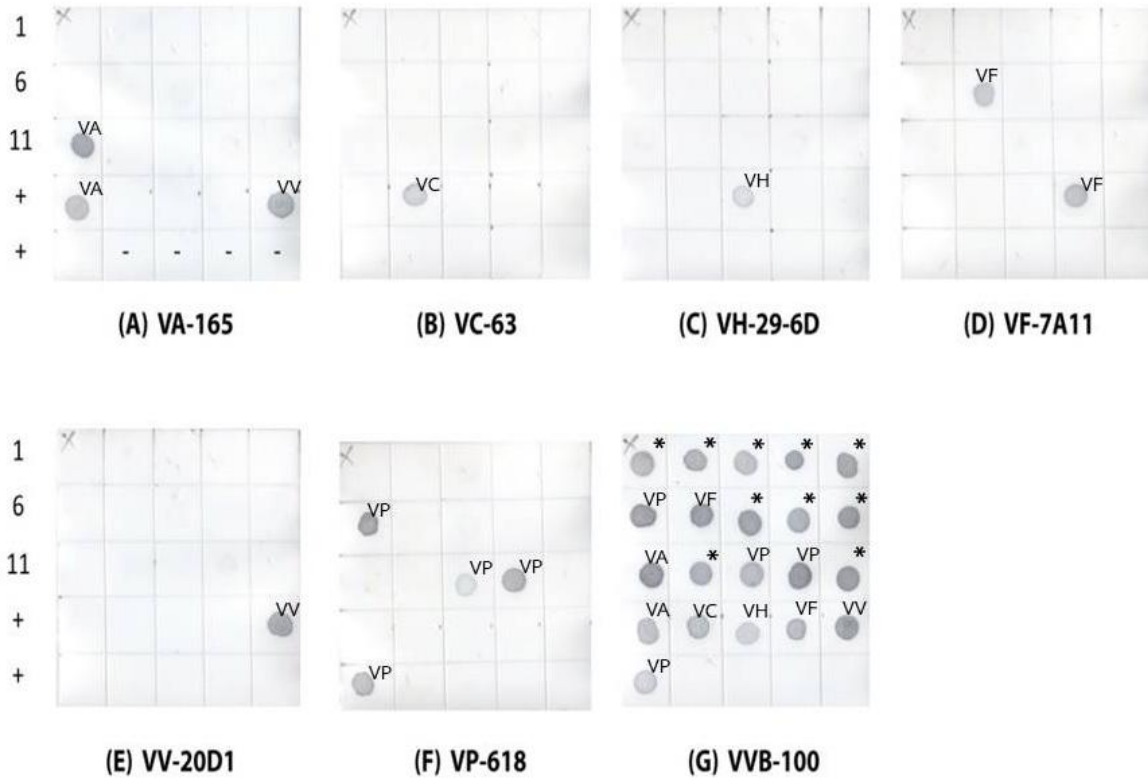 1
6
VF
11
VA
+ VA VV VC VH VF
+ - - - -
(A) VA-165 (B) VC-63 (C) VH-29-6D (D) VF-7A11
1 * * * * *
6 VP VP VF * * *
11 VP VP VA * VP VP *
+ VV VA VC VH VF VV
+ VP VP
(E) VV-20D1 (F) VP-618 (G) VVB-100